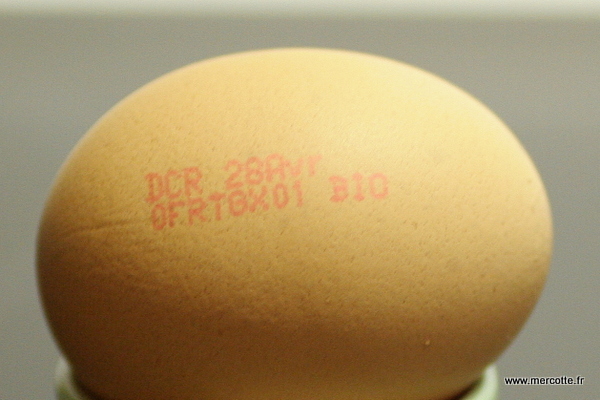 DCR 28Avr
0FRTBX01 BIO
www.mercotte.fr